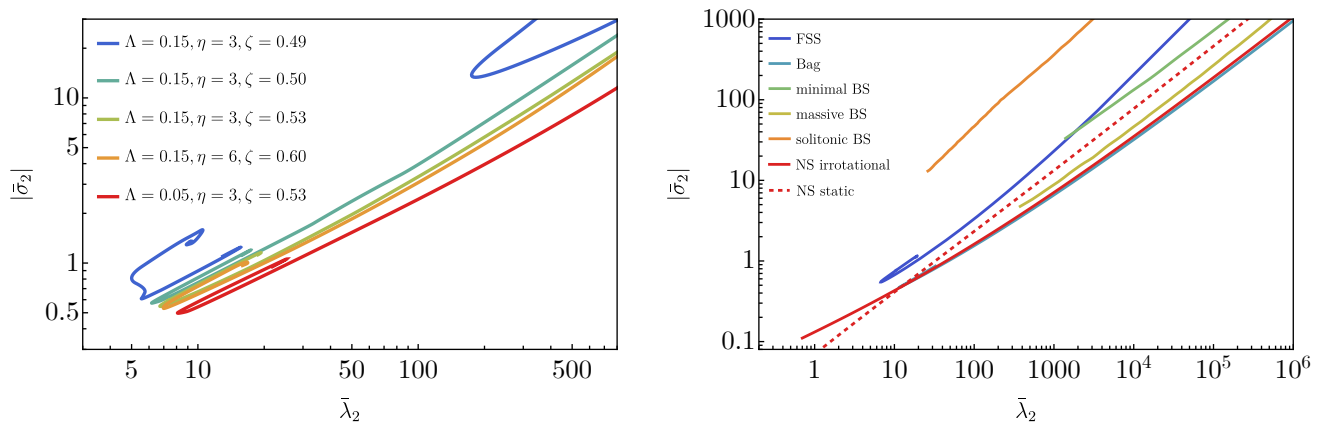 Λ = 0.15, η = 3, ζ = 0.49
Λ = 0.15, η = 3, ζ = 0.50
Λ = 0.15, η = 3, ζ = 0.53
Λ = 0.15, η = 6, ζ = 0.60
Λ = 0.05, η = 3, ζ = 0.53
10
5
1
0.5
|σ̄₂|
5
10
50
100
500
λ̄₂
FSS
Bag
minimal BS
massive BS
solitonic BS
NS irrotational
NS static
1000
100
10
1
0.1
|σ̄₂|
1
10
100
1000
10⁴
10⁵
10⁶
λ̄₂